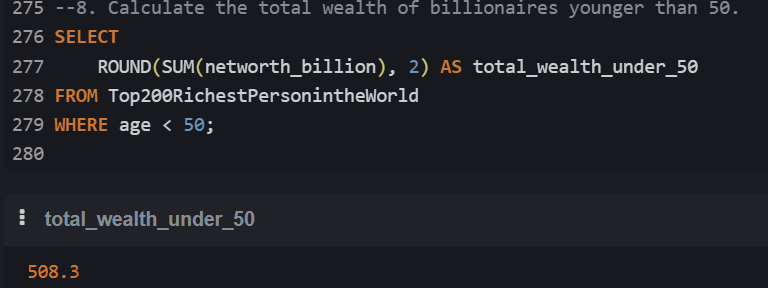 275 --8. Calculate the total wealth of billionaires younger than 50.
276 SELECT
277     ROUND(SUM(networth_billion), 2) AS total_wealth_under_50
278 FROM Top200RichestPersonintheWorld
279 WHERE age < 50;
280
total_wealth_under_50
508.3